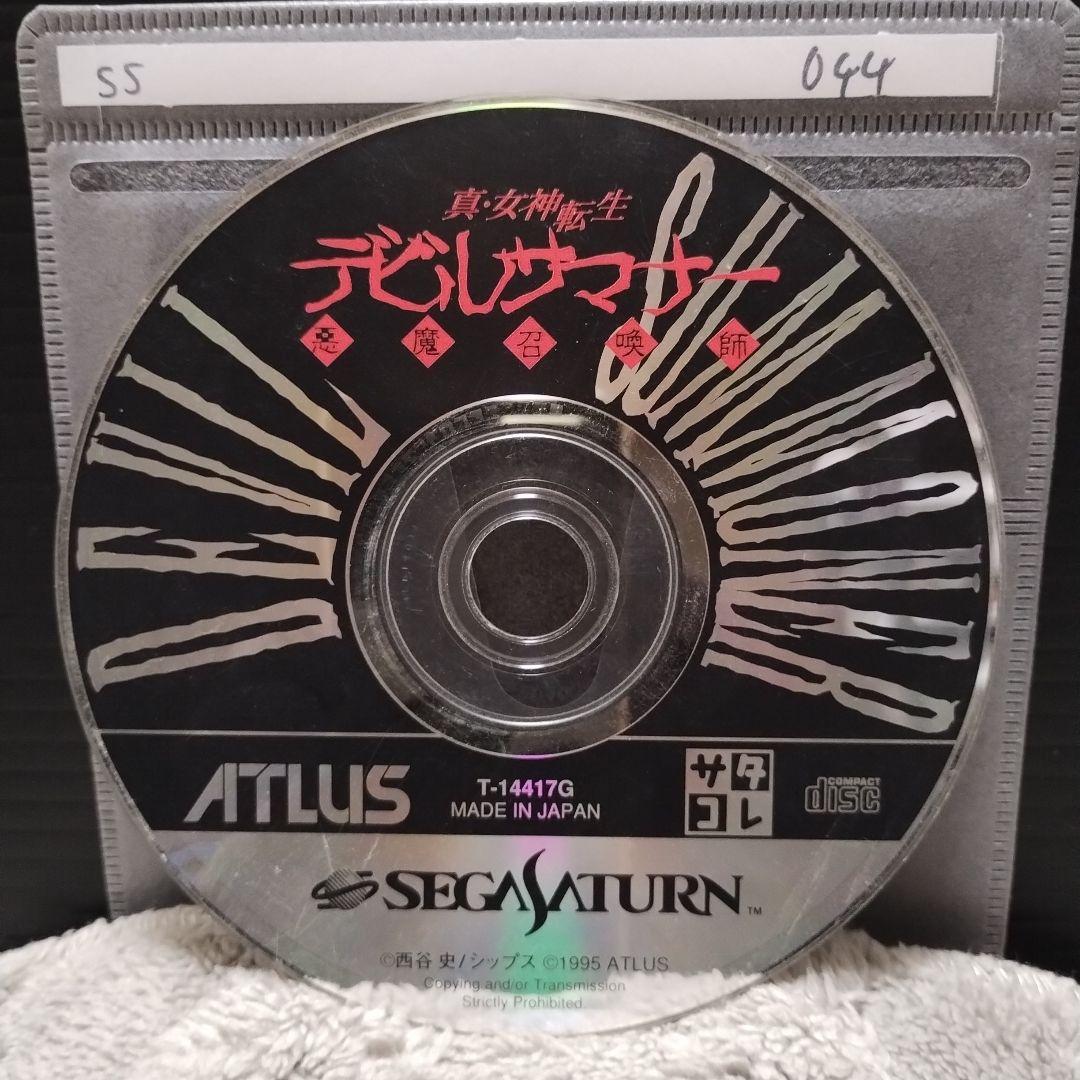 SS 044
真・女神転生
デビルサマナー
悪魔召喚師
DEVIL SUMMONER
ATLUS
T-14417G
MADE IN JAPAN
サタ
コレ
COMPACT
disc
SEGASATURN™
©西谷 史/シップス ©1995 ATLUS
Copying and/or Transmission
Strictly Prohibited.